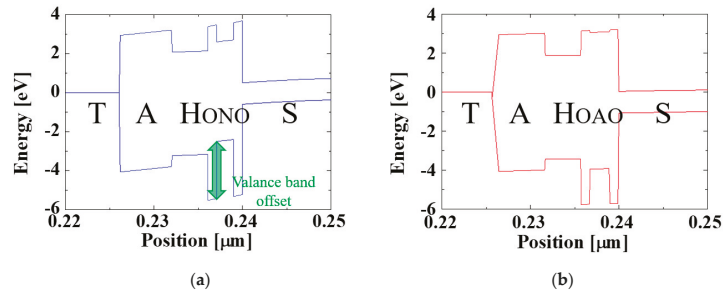 4
2
0
-2
-4
-6
Energy [eV]
T A HONO S
Valance band
offset
0.22 0.23 0.24 0.25
Position [μm]
(a)
4
2
0
-2
-4
-6
Energy [eV]
T A HOAO S
0.22 0.23 0.24 0.25
Position [μm]
(b)